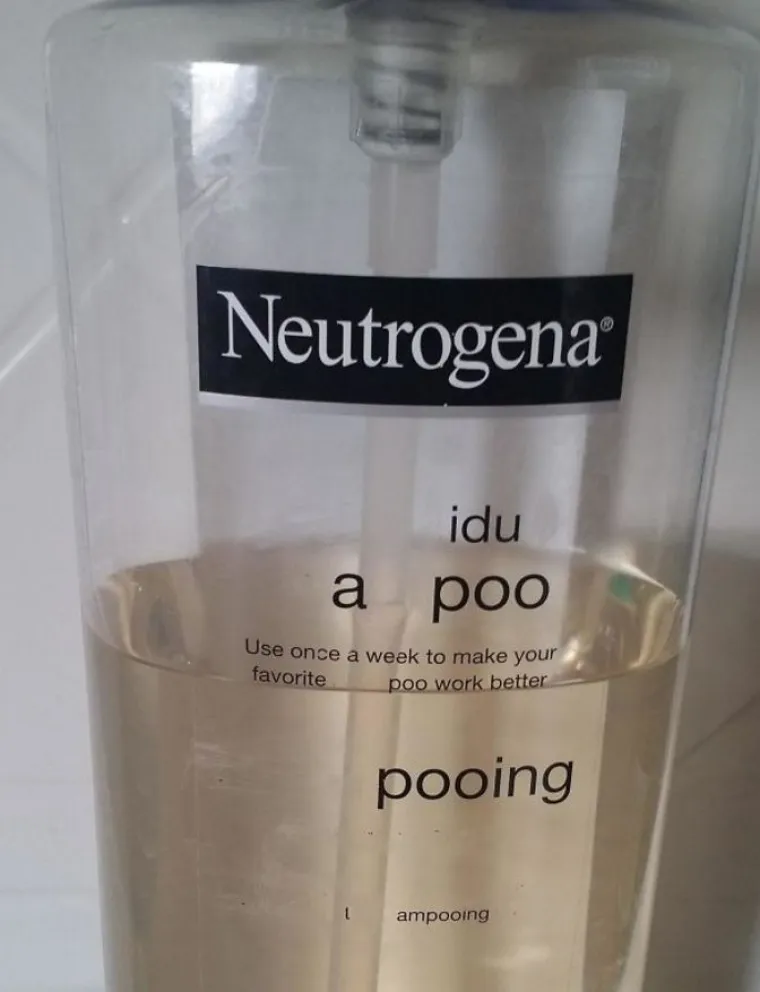 Neutrogena®
idu
a poo
Use once a week to make your
favorite poo work better
pooing
t ampooing